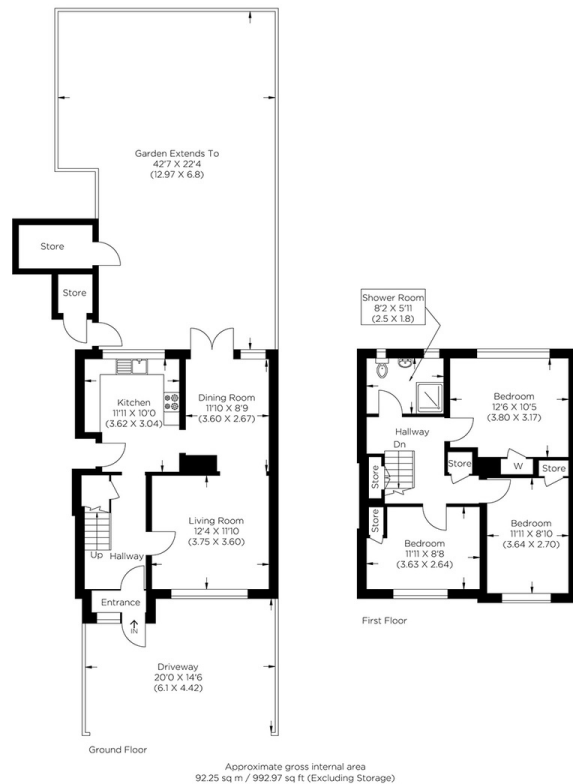 Garden Extends To
42'7 X 22'4
(12.97 X 6.8)
Store
Store
Kitchen
11'11 X 10'0
(3.62 X 3.04)
Dining Room
11'10 X 8'9
(3.60 X 2.67)
Living Room
12'4 X 11'10
(3.75 X 3.60)
Up
Hallway
Entrance
IN
Driveway
20'0 X 14'6
(6.1 X 4.42)
Ground Floor
Shower Room
8'2 X 5'11
(2.5 X 1.8)
Bedroom
12'6 X 10'5
(3.80 X 3.17)
Hallway
Dn
Store
Store
W
Store
Store
Bedroom
11'11 X 8'8
(3.63 X 2.64)
Bedroom
11'11 X 8'10
(3.64 X 2.70)
First Floor
Approximate gross internal area
92.25 sq m / 992.97 sq ft (Excluding Storage)